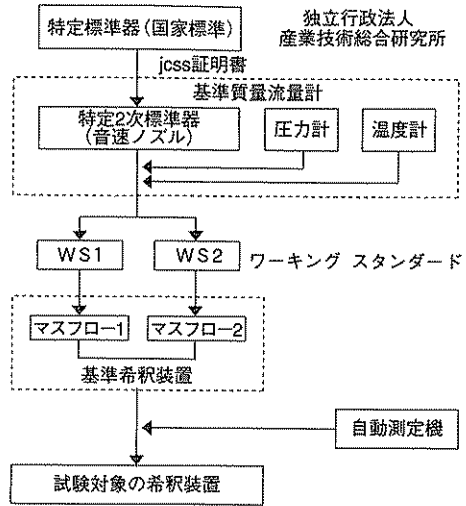 特定標準器(国家標準)
独立行政法人
産業技術総合研究所
jcss証明書
基準質量流量計
特定2次標準器
(音速ノズル)
圧力計
温度計
WS1
WS2
ワーキング スタンダード
マスフロー1
マスフロー2
基準希釈装置
自動測定機
試験対象の希釈装置